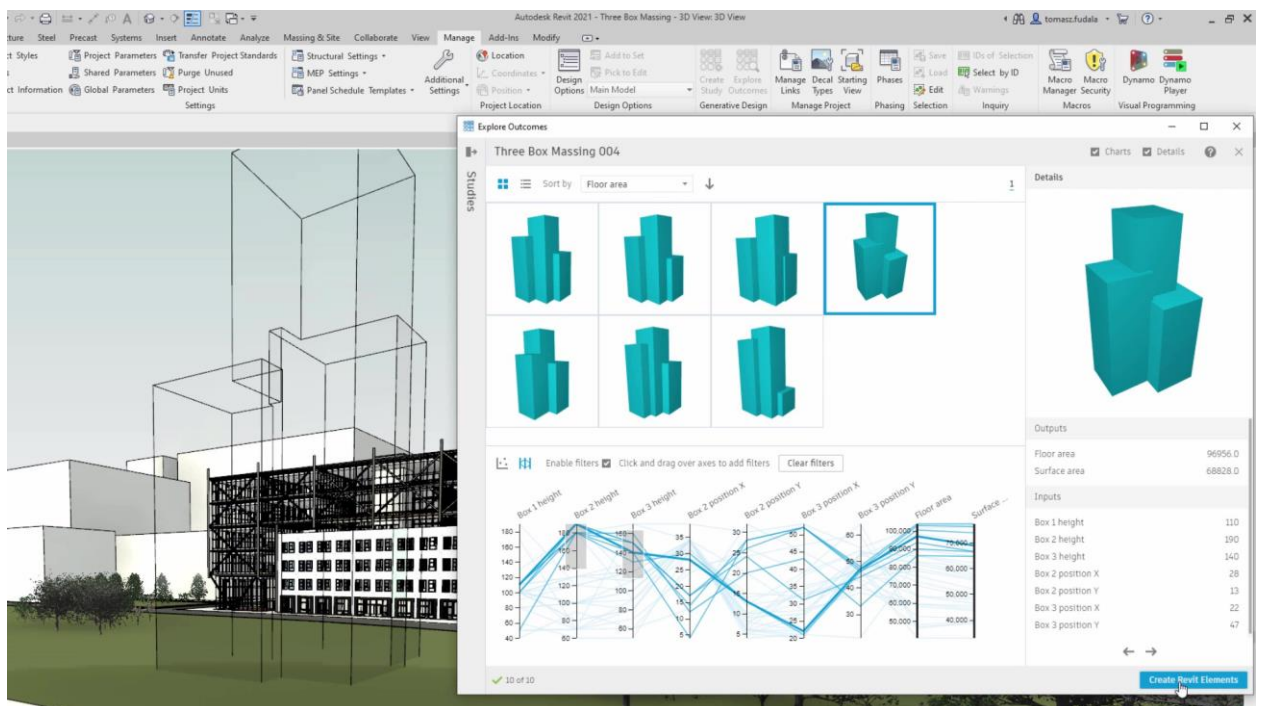 Autodesk Revit 2021 - Three Box Massing - 3D View: 3D View
tomasz.fudala
Steel Precast Systems Insert Annotate Analyze Massing & Site Collaborate View Manage Add-Ins Modify
Styles
Project Parameters Transfer Project Standards
Shared Parameters Purge Unused
Information Global Parameters Project Units
Settings
Structural Settings
MEP Settings
Panel Schedule Templates
Additional Settings
Location
Coordinates
Position
Project Location
Design Options
Add to Set
Pick to Edit
Main Model
Design Options
Create Study
Explore Outcomes
Generative Design
Manage Links
Decal Types
Starting View
Manage Project
Phases
Phasing
Save
Load
Edit
Selection
IDs of Selection
Select by ID
Warnings
Inquiry
Macro Manager
Macro Security
Macros
Dynamo
Dynamo Player
Visual Programming
Explore Outcomes
Three Box Massing 004
Charts Details
Studies
Sort by Floor area
1
Details
Enable filters Click and drag over axes to add filters Clear filters
Box 1 height
Box 2 height
Box 3 height
Box 2 position X
Box 2 position Y
Box 3 position X
Box 3 position Y
Floor area
Surface ...
Outputs
Floor area 96956.0
Surface area 68828.0
Inputs
Box 1 height 110
Box 2 height 190
Box 3 height 140
Box 2 position X 28
Box 2 position Y 13
Box 3 position X 22
Box 3 position Y 47
10 of 10
Create Revit Elements